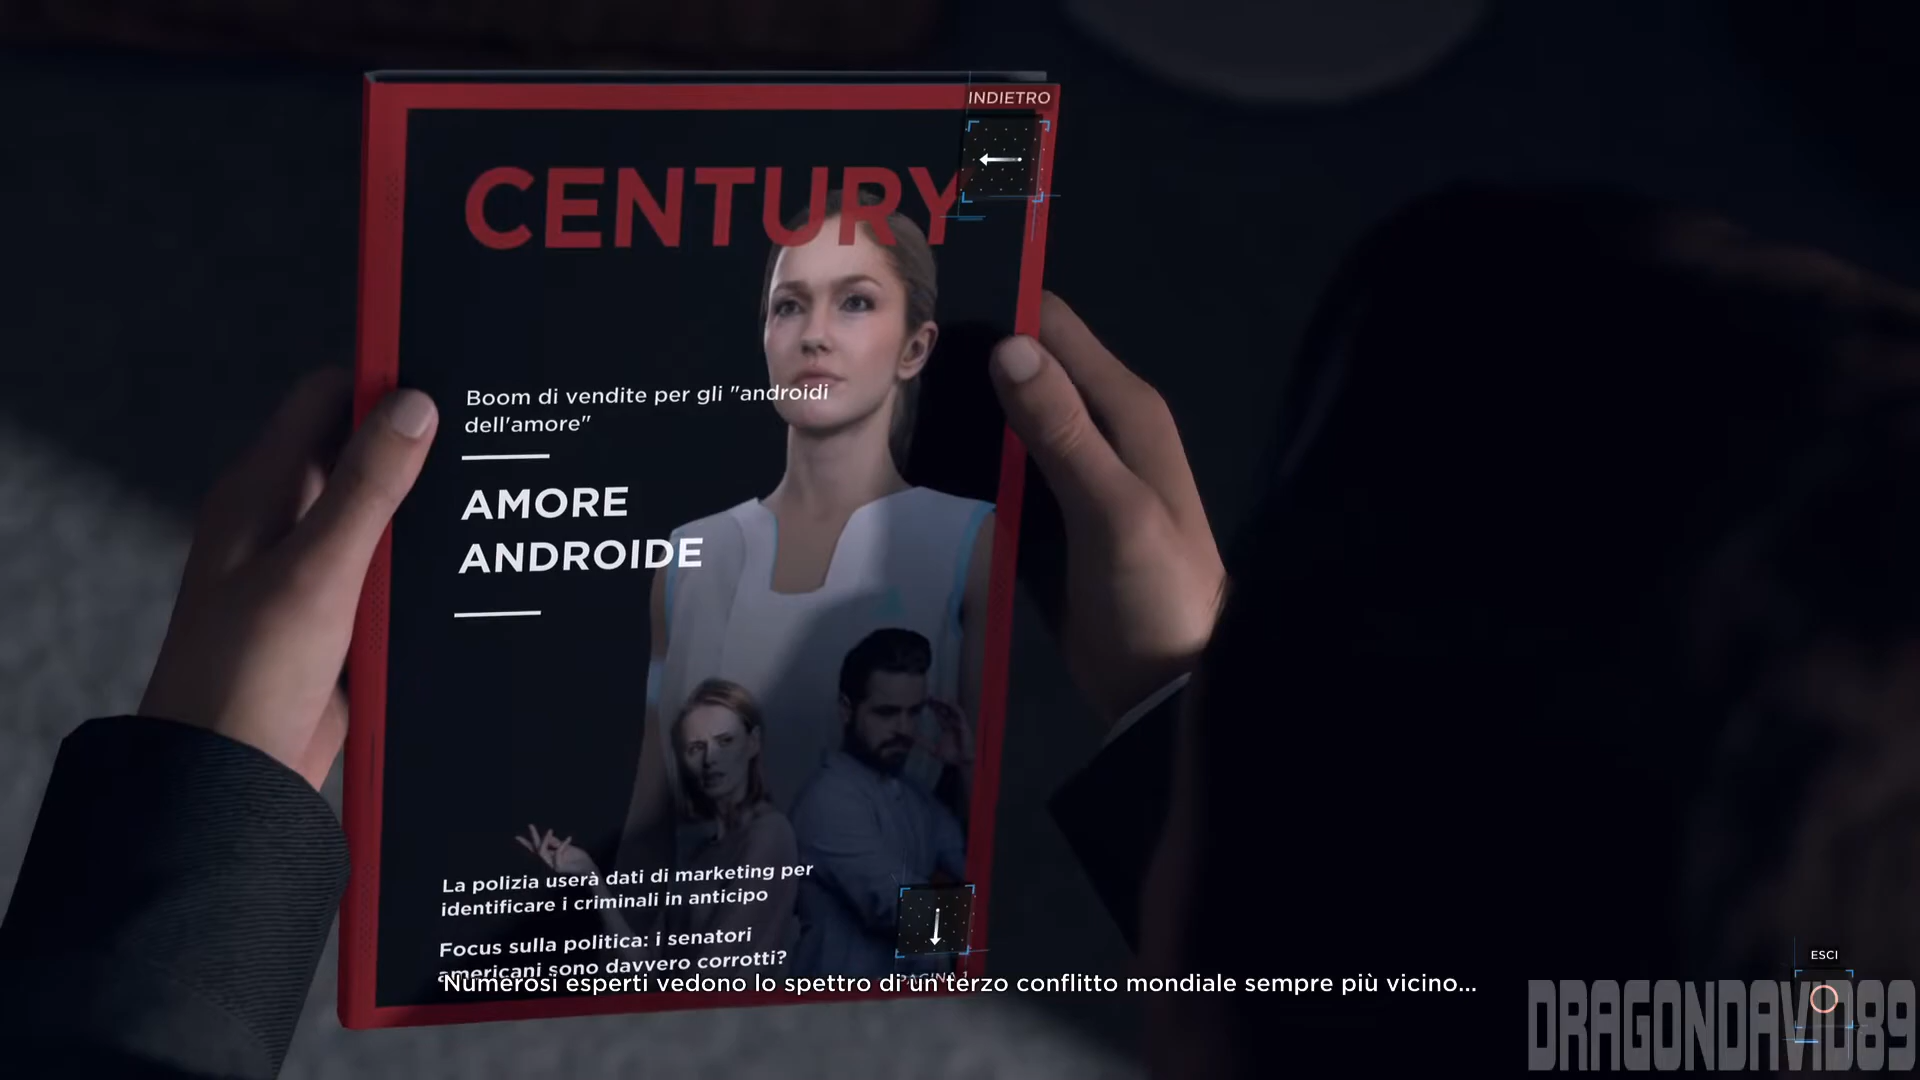 INDIETRO
CENTURY
Boom di vendite per gli "androidi
dell'amore"
AMORE
ANDROIDE
La polizia userà dati di marketing per
identificare i criminali in anticipo
Focus sulla politica: i senatori
americani sono davvero corrotti?
PAGINA 1
Numerosi esperti vedono lo spettro di un terzo conflitto mondiale sempre più vicino...
ESCI
DRAGONDAVID89